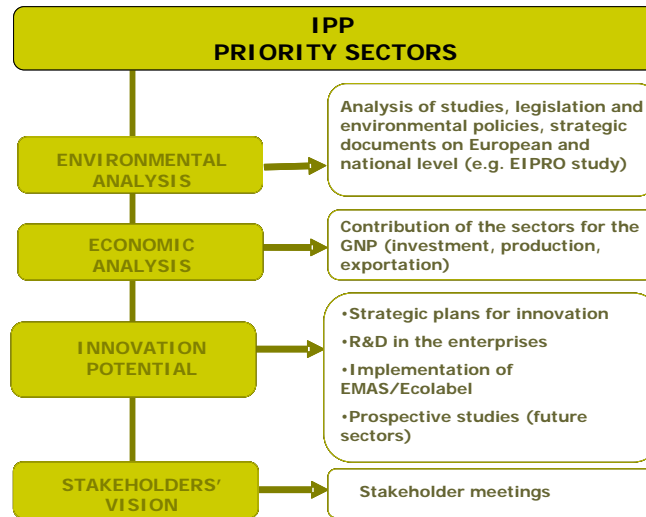 IPP
PRIORITY SECTORS
ENVIRONMENTAL
ANALYSIS
Analysis of studies, legislation and
environmental policies, strategic
documents on European and
national level (e.g. EIPRO study)
ECONOMIC
ANALYSIS
Contribution of the sectors for the
GNP (investment, production,
exportation)
INNOVATION
POTENTIAL
•Strategic plans for innovation
•R&D in the enterprises
•Implementation of
EMAS/Ecolabel
•Prospective studies (future
sectors)
STAKEHOLDERS'
VISION
Stakeholder meetings